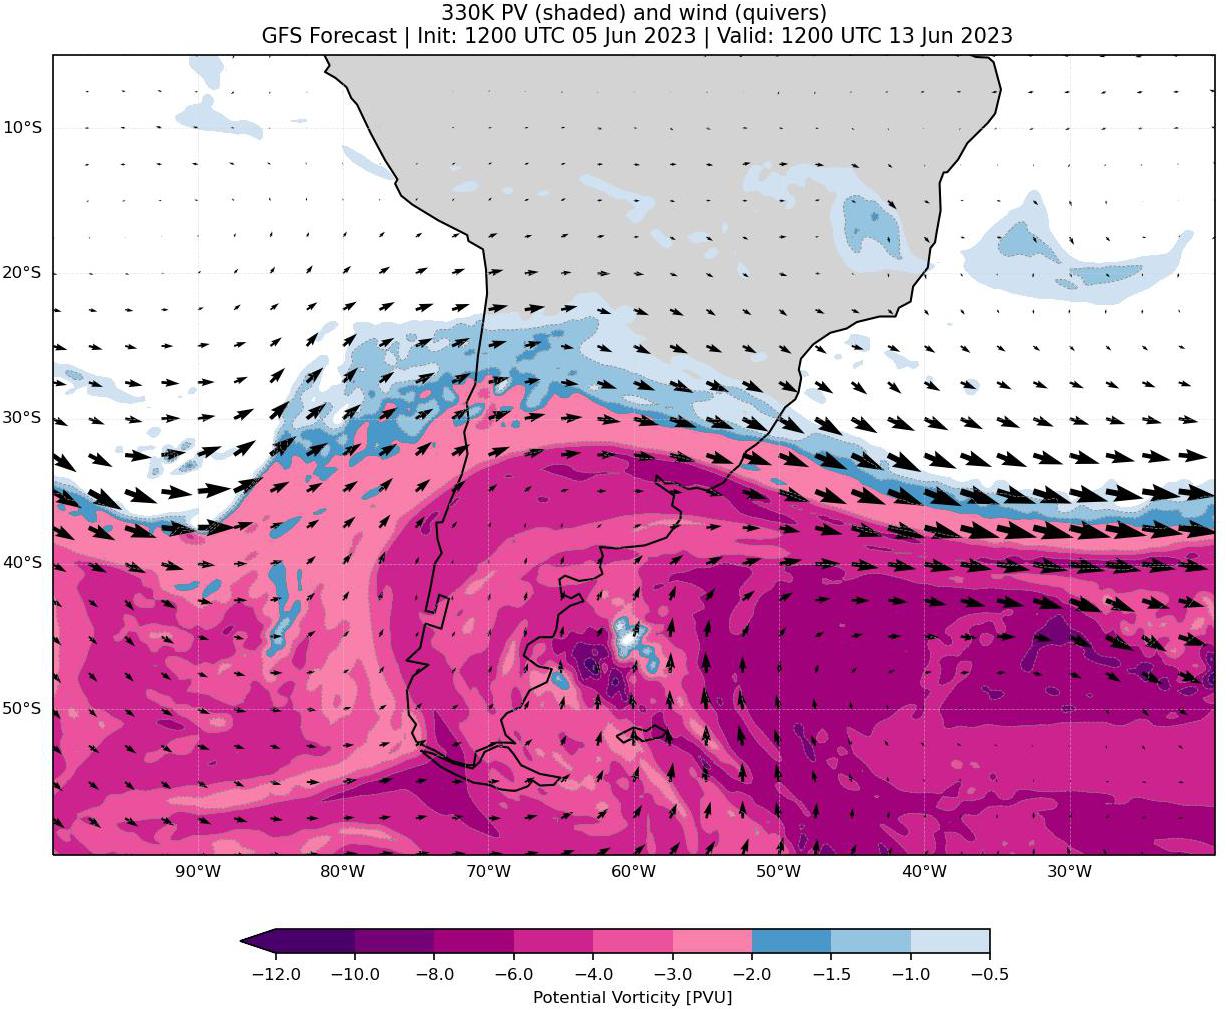 330K PV (shaded) and wind (quivers)
GFS Forecast | Init: 1200 UTC 05 Jun 2023 | Valid: 1200 UTC 13 Jun 2023
10°S
20°S
30°S
40°S
50°S
90°W 80°W 70°W 60°W 50°W 40°W 30°W
−12.0 −10.0 −8.0 −6.0 −4.0 −3.0 −2.0 −1.5 −1.0 −0.5
Potential Vorticity [PVU]